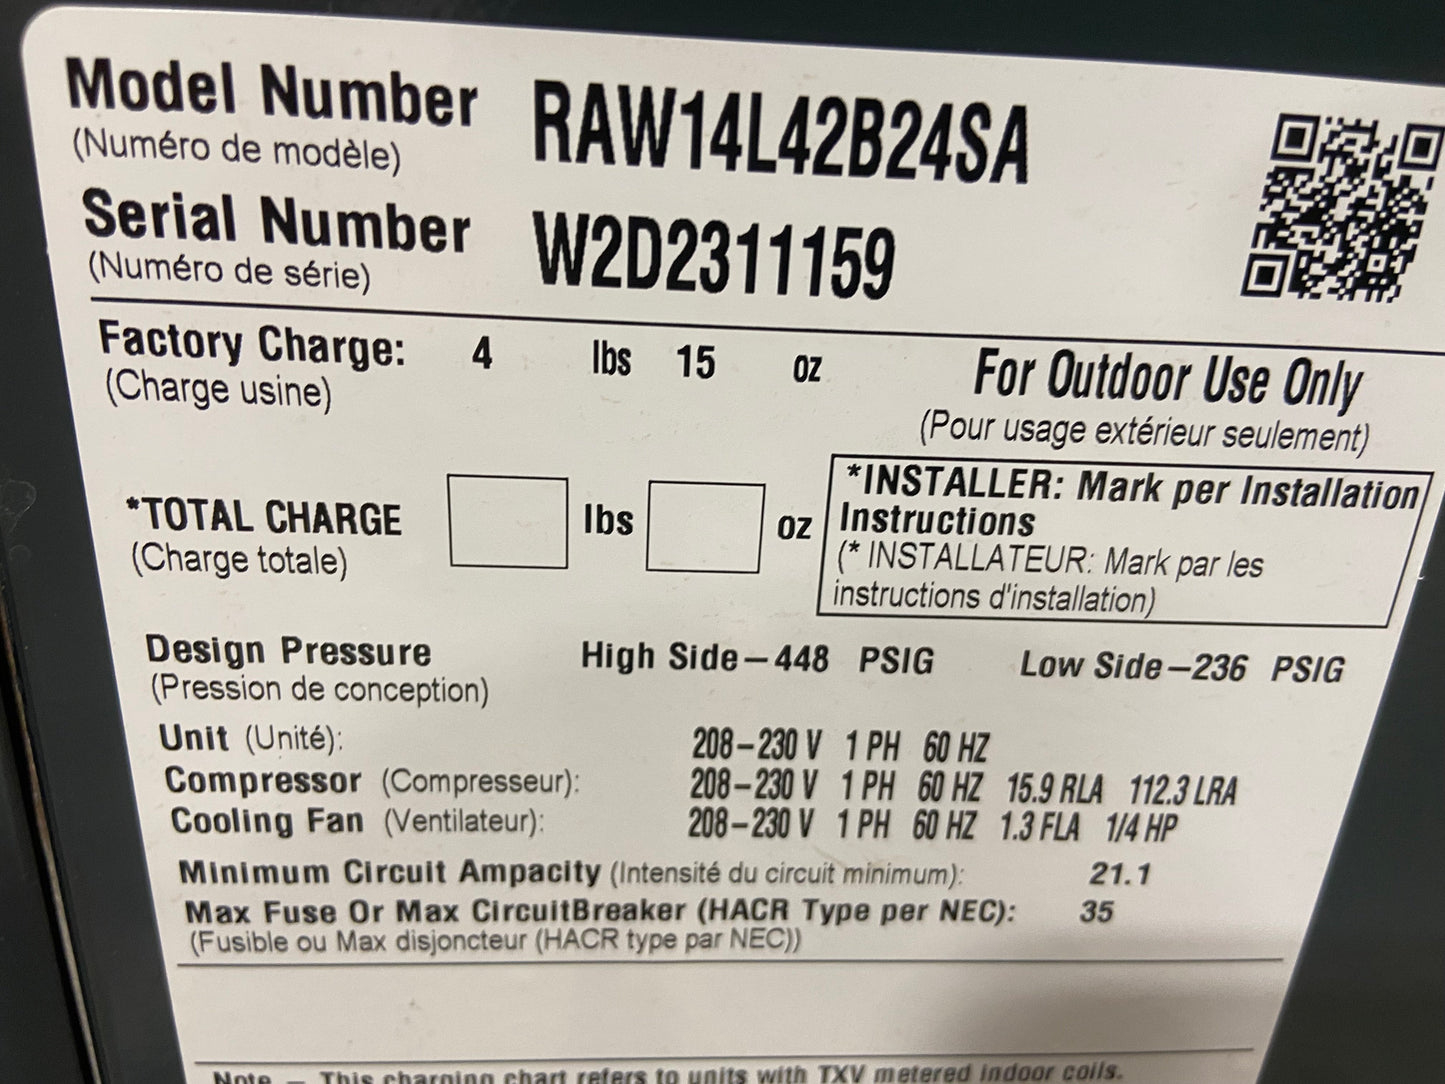 Model Number RAW14L42B24SA
(Numéro de modèle)
Serial Number W2D2311159
(Numéro de série)
Factory Charge: 4 lbs 15 oz
(Charge usine)
For Outdoor Use Only
(Pour usage extérieur seulement)
*TOTAL CHARGE lbs oz
(Charge totale)
*INSTALLER: Mark per Installation
Instructions
(* INSTALLATEUR: Mark par les
instructions d'installation)
Design Pressure High Side–448 PSIG Low Side–236 PSIG
(Pression de conception)
Unit (Unité): 208–230 V 1 PH 60 HZ
Compressor (Compresseur): 208–230 V 1 PH 60 HZ 15.9 RLA 112.3 LRA
Cooling Fan (Ventilateur): 208–230 V 1 PH 60 HZ 1.3 FLA 1/4 HP
Minimum Circuit Ampacity (Intensité du circuit minimum): 21.1
Max Fuse Or Max CircuitBreaker (HACR Type per NEC): 35
(Fusible ou Max disjoncteur (HACR type par NEC))
Note – This charging chart refers to units with TXV metered indoor coils.